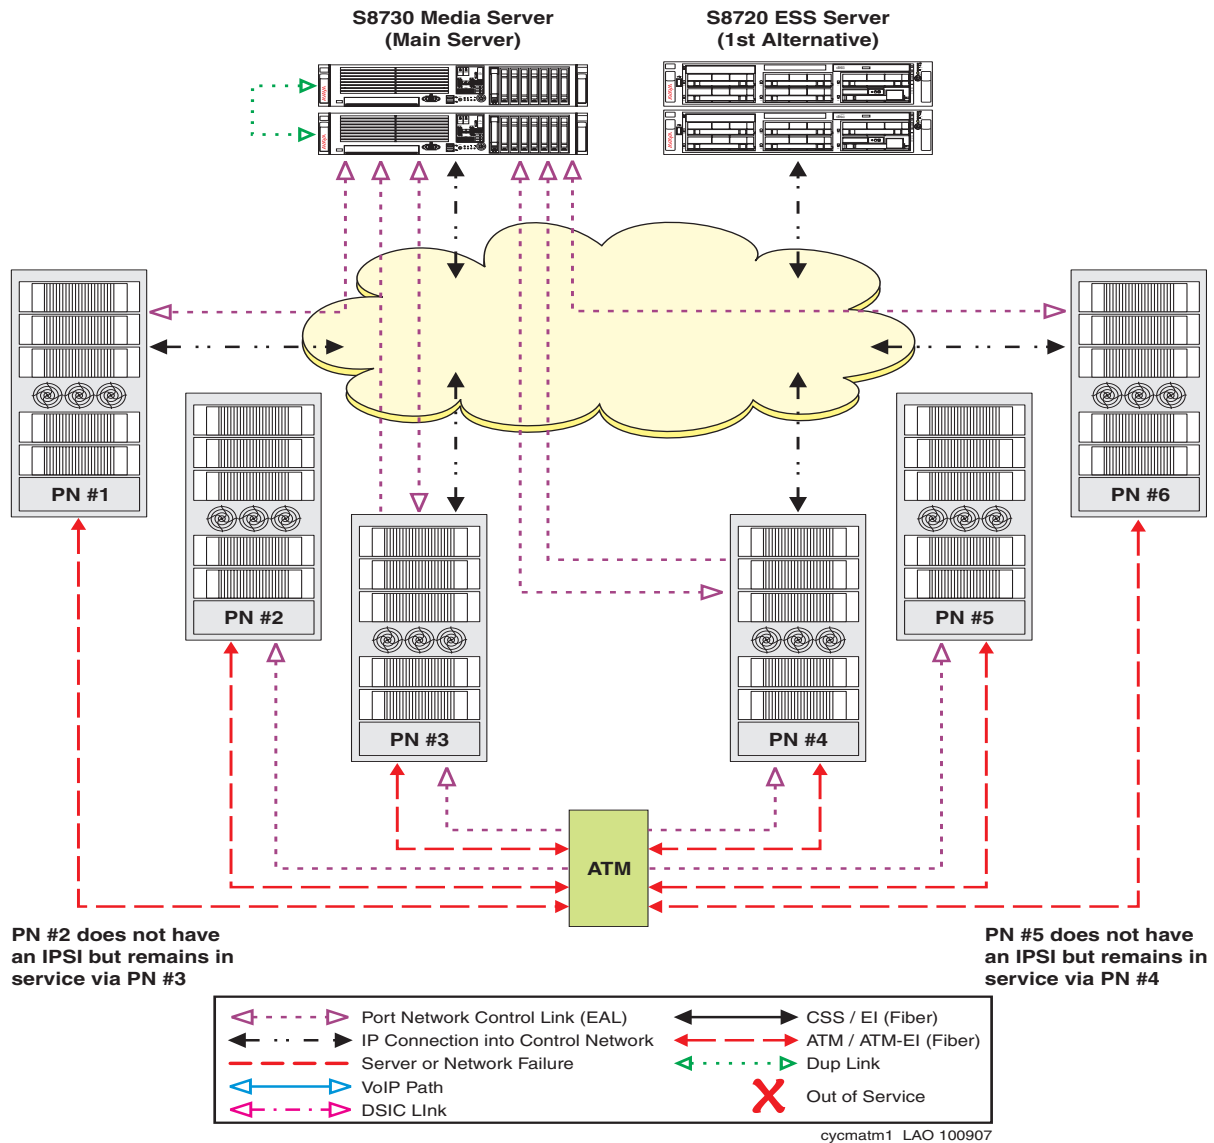 S8730 Media Server
(Main Server)
S8720 ESS Server
(1st Alternative)
AVAYA
AVAYA
AVAYA
AVAYA
PN #1
PN #2
PN #3
PN #4
PN #5
PN #6
ATM
PN #2 does not have
an IPSI but remains in
service via PN #3
PN #5 does not have
an IPSI but remains in
service via PN #4
Port Network Control Link (EAL)
IP Connection into Control Network
Server or Network Failure
VoIP Path
DSIC LInk
CSS / EI (Fiber)
ATM / ATM-EI (Fiber)
Dup Link
Out of Service
cycmatm1 LAO 100907